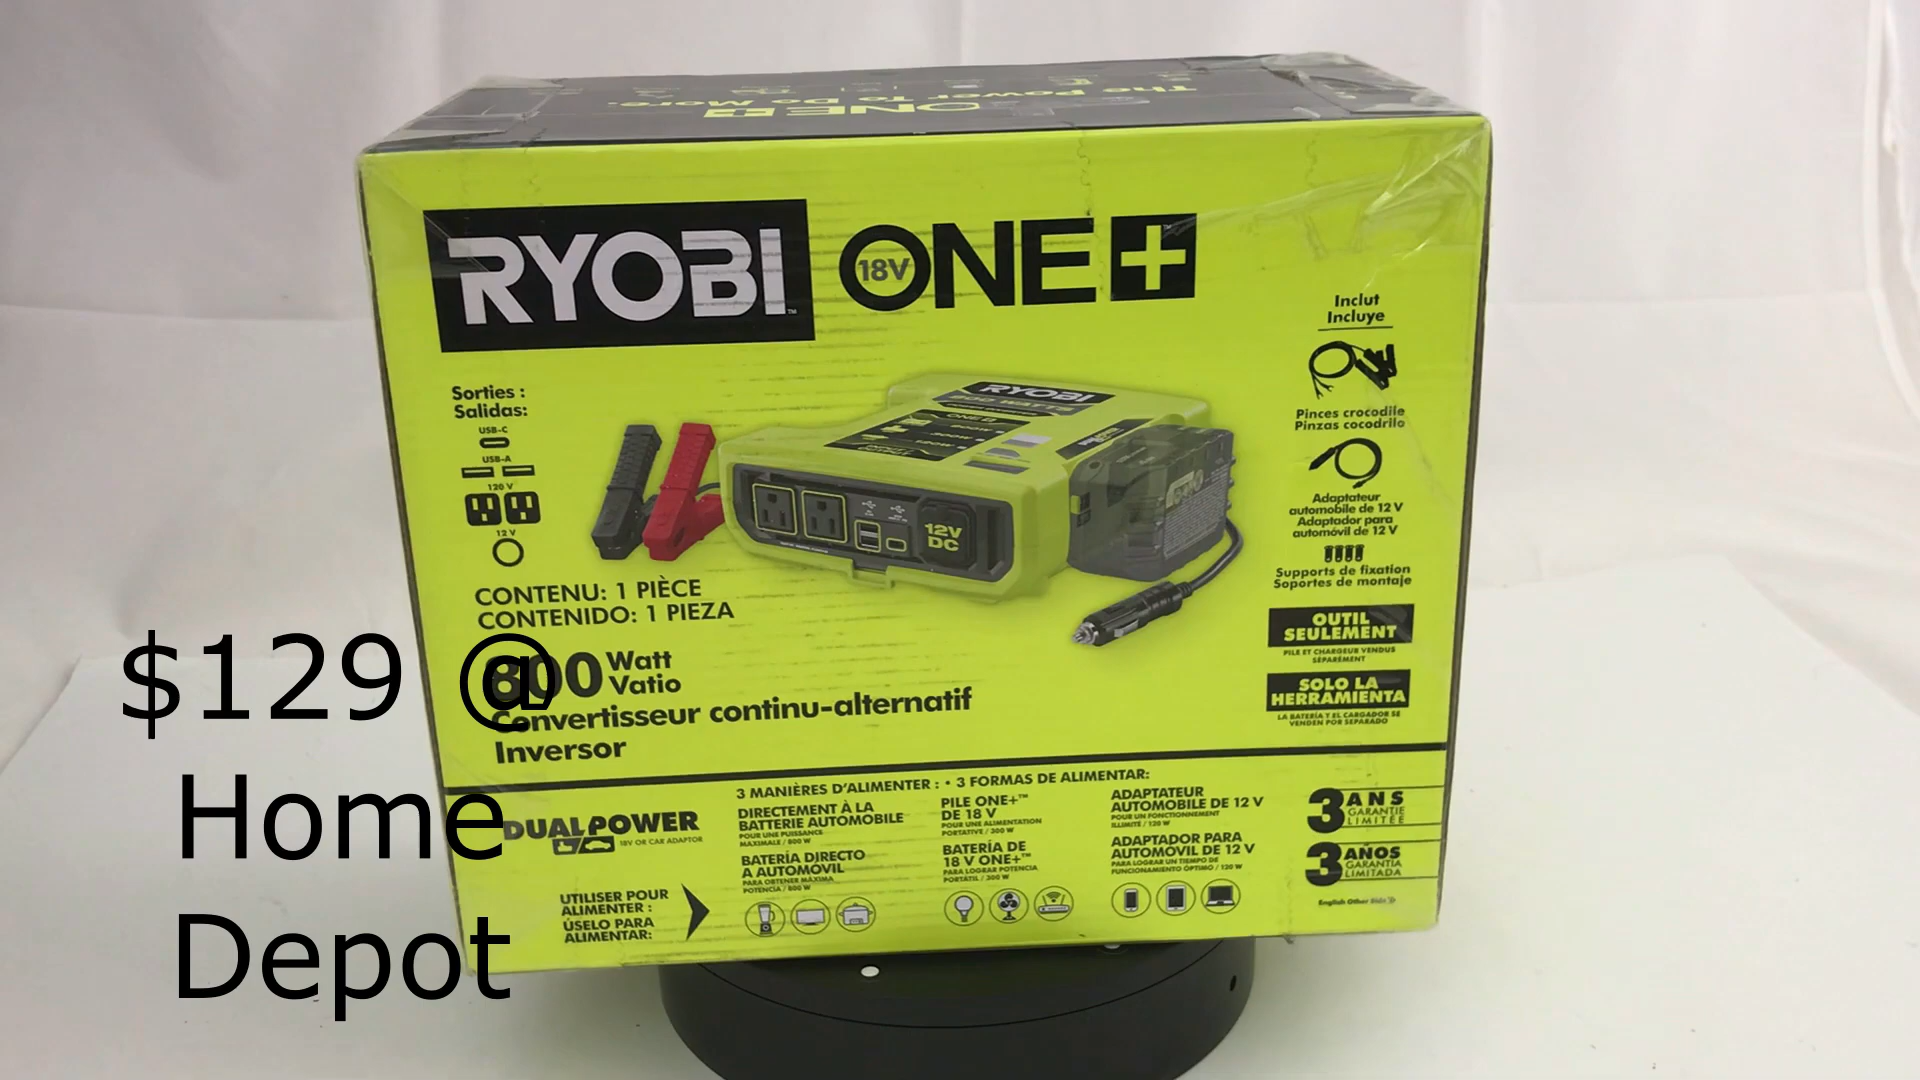 The Power To Do More.
ONE+
RYOBI™
18V ONE+™
Inclut
Incluye
Pinces crocodile
Pinzas cocodrilo
Adaptateur
automobile de 12 V
Adaptador para
automóvil de 12 V
Supports de fixation
Soportes de montaje
OUTIL
SEULEMENT
PILE ET CHARGEUR VENDUS
SÉPARÉMENT
SOLO LA
HERRAMIENTA
LA BATERÍA Y EL CARGADOR SE
VENDEN POR SEPARADO
Sorties :
Salidas:
USB-C
USB-A
120 V
12 V
RYOBI
12V
DC
CONTENU: 1 PIÈCE
CONTENIDO: 1 PIEZA
800 Watt
Vatio
Convertisseur continu-alternatif
Inversor
$129 @
Home
Depot
DUALPOWER
18V OR CAR ADAPTOR
3 MANIÈRES D'ALIMENTER : • 3 FORMAS DE ALIMENTAR:
DIRECTEMENT À LA
BATTERIE AUTOMOBILE
POUR UNE PUISSANCE
MAXIMALE / 800 W
BATERÍA DIRECTO
A AUTOMÓVIL
PARA OBTENER MÁXIMA
POTENCIA / 800 W
PILE ONE+™
DE 18 V
POUR UNE ALIMENTATION
PORTATIVE / 300 W
BATERÍA DE
18 V ONE+™
PARA LOGRAR POTENCIA
PORTÁTIL / 300 W
ADAPTATEUR
AUTOMOBILE DE 12 V
POUR UN FONCTIONNEMENT
ILLIMITÉ / 120 W
ADAPTADOR PARA
AUTOMÓVIL DE 12 V
PARA LOGRAR UN TIEMPO DE
FUNCIONAMIENTO ÓPTIMO / 120 W
3 ANS
GARANTIE
LIMITÉE
3 AÑOS
GARANTÍA
LIMITADA
UTILISER POUR
ALIMENTER :
ÚSELO PARA
ALIMENTAR:
English Other Side